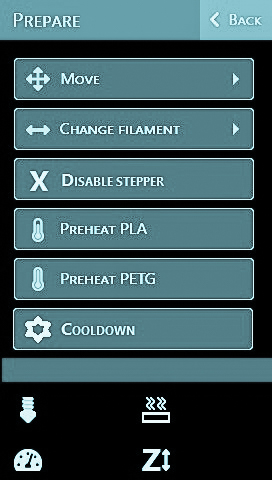 Prepare
Back
Move
Change filament
X Disable stepper
Preheat PLA
Preheat PETG
Cooldown
Z